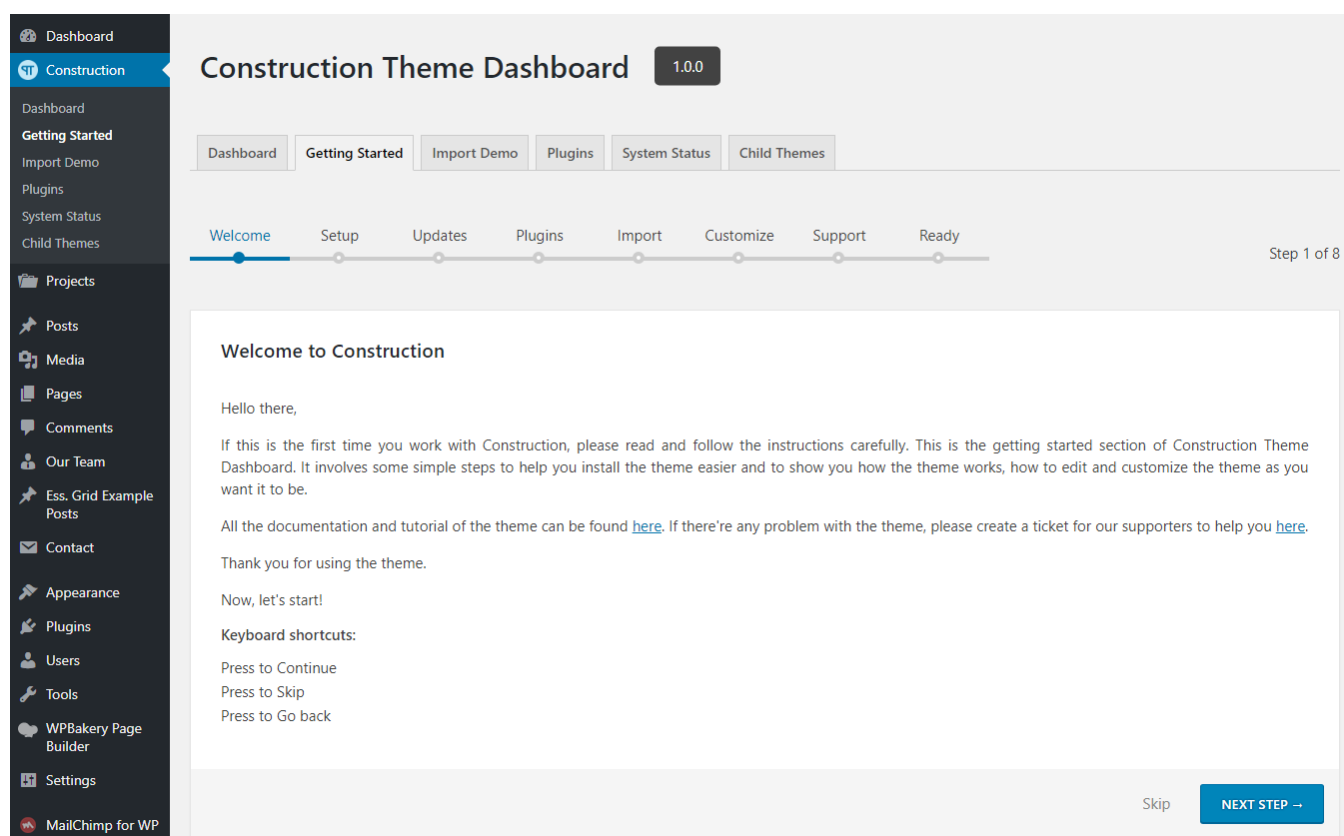 Dashboard
Construction
Dashboard
Getting Started
Import Demo
Plugins
System Status
Child Themes
Projects
Posts
Media
Pages
Comments
Our Team
Ess. Grid Example
Posts
Contact
Appearance
Plugins
Users
Tools
WPBakery Page
Builder
Settings
MailChimp for WP
Construction Theme Dashboard 1.0.0
Dashboard Getting Started Import Demo Plugins System Status Child Themes
Welcome Setup Updates Plugins Import Customize Support Ready
Step 1 of 8
Welcome to Construction
Hello there,
If this is the first time you work with Construction, please read and follow the instructions carefully. This is the getting started section of Construction Theme
Dashboard. It involves some simple steps to help you install the theme easier and to show you how the theme works, how to edit and customize the theme as you
want it to be.
All the documentation and tutorial of the theme can be found here. If there're any problem with the theme, please create a ticket for our supporters to help you here.
Thank you for using the theme.
Now, let's start!
Keyboard shortcuts:
Press to Continue
Press to Skip
Press to Go back
Skip NEXT STEP →